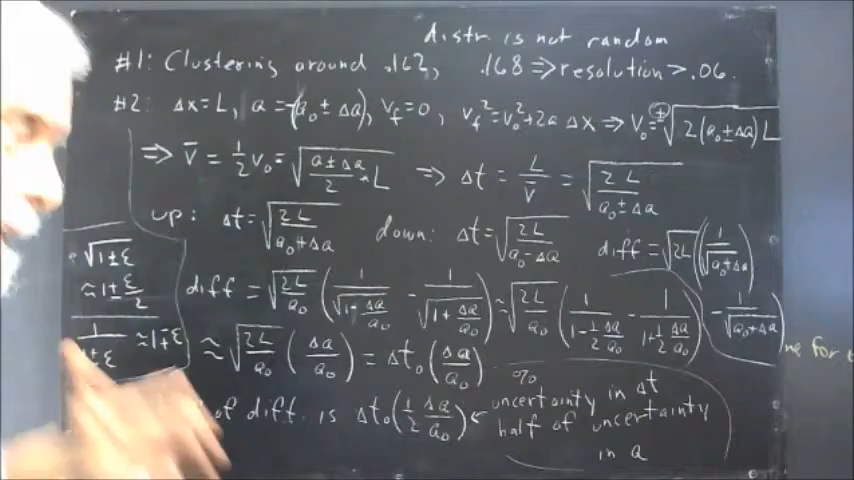 distr. is not random
#1: Clustering around .162, .168 ⇒ resolution > .06.
#2: Δx = L, a = -(a₀ ± Δa), v_f = 0, v_f² = v₀² + 2a Δx ⇒ V₀ = ±√(2(a₀ ± Δa)L)
⇒ v̄ = ½ v₀ = √((a ± Δa)/2 · L) ⇒ Δt = L/v̄ = √(2L/(a₀ ± Δa))
up: Δt = √(2L/(a₀ + Δa)) down: Δt = √(2L/(a₀ - Δa)) diff = √2L (1/√(a₀ - Δa) - 1/√(a₀ + Δa))
√(1 ± ε) ≈ 1 ± ε/2
1/(1 ± ε) ≈ 1 ∓ ε
diff = √(2L/a₀) (1/√(1 - Δa/a₀) - 1/√(1 + Δa/a₀)) ≈ √(2L/a₀) (1/(1 - ½ Δa/a₀) - 1/(1 + ½ Δa/a₀))
≈ √(2L/a₀) (Δa/a₀) = Δt₀ (Δa/a₀)
of diff. is Δt₀ (½ Δa/a₀) ←
% uncertainty in Δt
half of uncertainty
in a